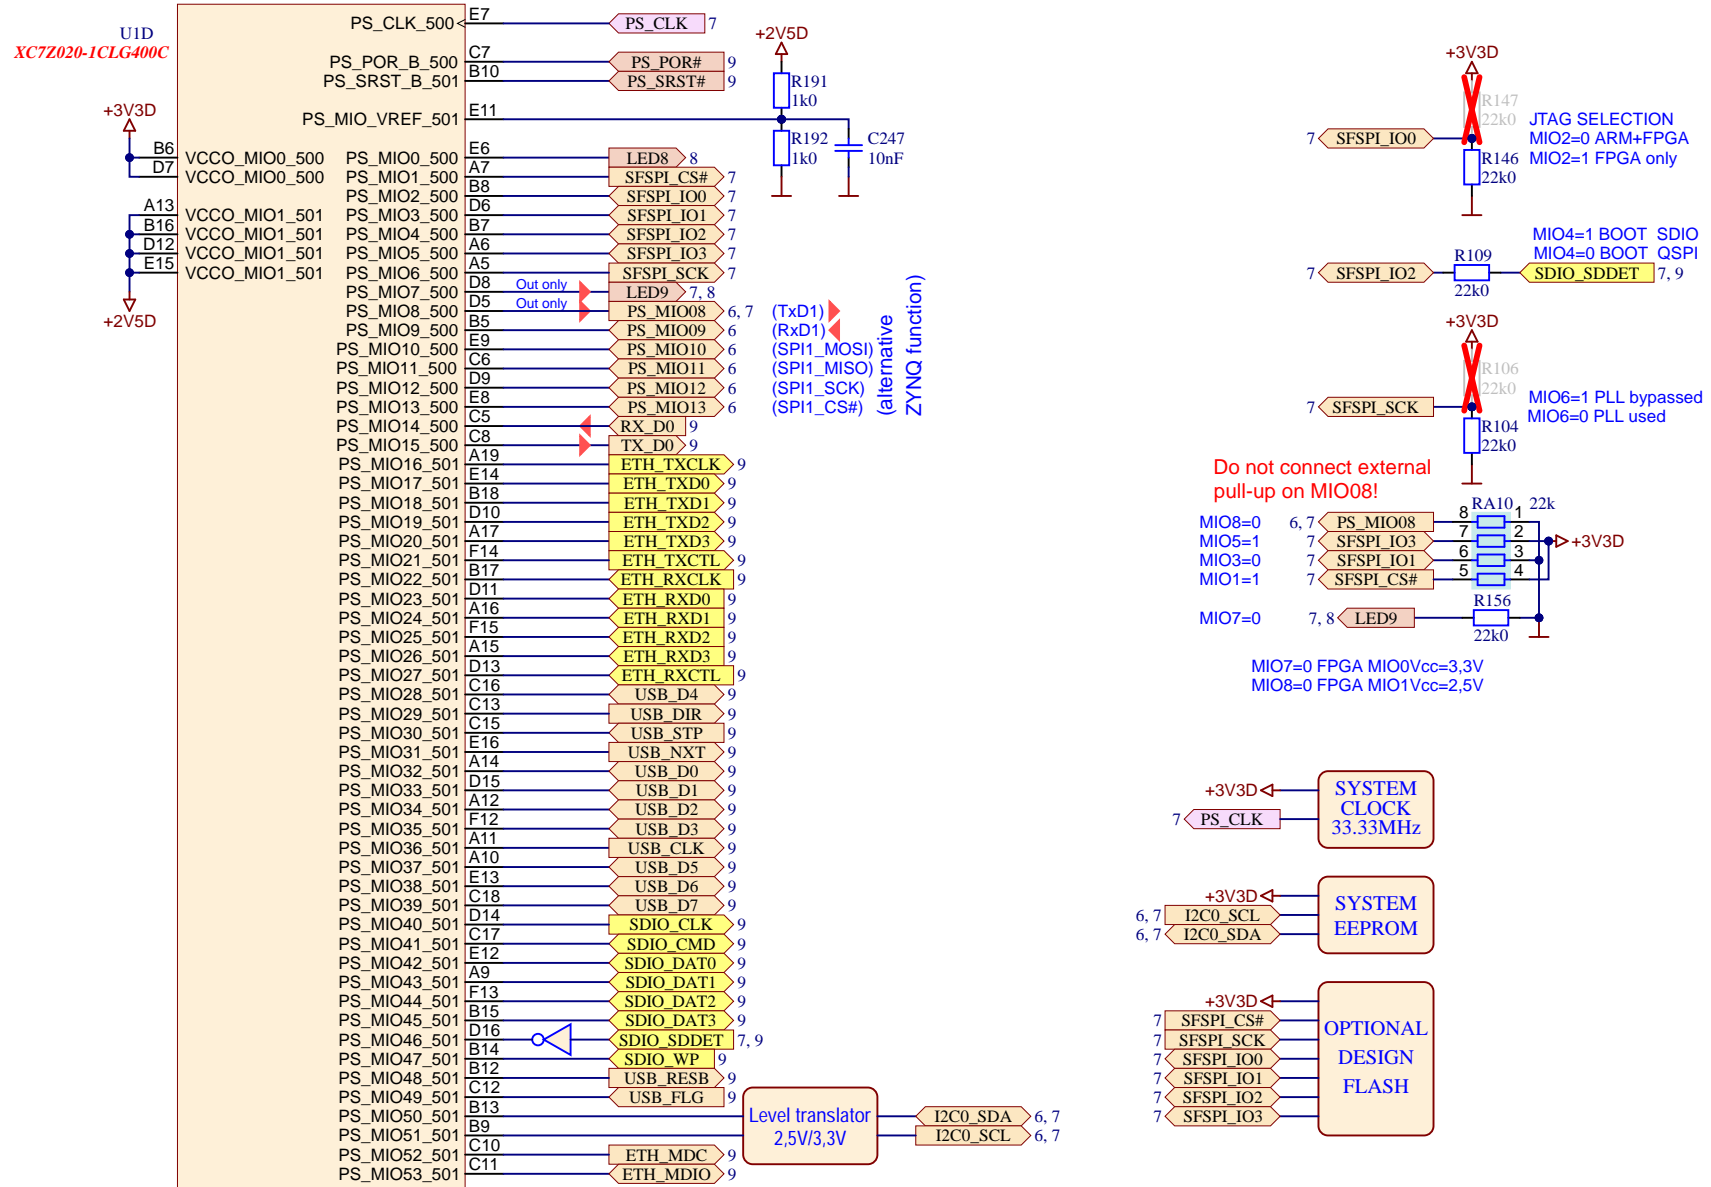 U1D
XC7Z020-1CLG400C
PS_CLK_500 E7 PS_CLK 7
PS_POR_B_500 C7 PS_POR# 9
PS_SRST_B_501 B10 PS_SRST# 9
PS_MIO_VREF_501 E11
+2V5D
R191
1k0
R192
1k0
C247
10nF
+3V3D
B6 VCCO_MIO0_500
D7 VCCO_MIO0_500
A13 VCCO_MIO1_501
B16 VCCO_MIO1_501
D12 VCCO_MIO1_501
E15 VCCO_MIO1_501
+2V5D
PS_MIO0_500 E6 LED8 8
PS_MIO1_500 A7 SFSPI_CS# 7
PS_MIO2_500 B8 SFSPI_IO0 7
PS_MIO3_500 D6 SFSPI_IO1 7
PS_MIO4_500 B7 SFSPI_IO2 7
PS_MIO5_500 A6 SFSPI_IO3 7
PS_MIO6_500 A5 SFSPI_SCK 7
PS_MIO7_500 D8 Out only LED9 7, 8
PS_MIO8_500 D5 Out only PS_MIO08 6, 7 (TxD1)
PS_MIO9_500 B5 PS_MIO09 6 (RxD1)
PS_MIO10_500 E9 PS_MIO10 6 (SPI1_MOSI)
PS_MIO11_500 C6 PS_MIO11 6 (SPI1_MISO)
PS_MIO12_500 D9 PS_MIO12 6 (SPI1_SCK)
PS_MIO13_500 E8 PS_MIO13 6 (SPI1_CS#)
(alternative
ZYNQ function)
PS_MIO14_500 C5 RX_D0 9
PS_MIO15_500 C8 TX_D0 9
PS_MIO16_501 A19 ETH_TXCLK 9
PS_MIO17_501 E14 ETH_TXD0 9
PS_MIO18_501 B18 ETH_TXD1 9
PS_MIO19_501 D10 ETH_TXD2 9
PS_MIO20_501 A17 ETH_TXD3 9
PS_MIO21_501 F14 ETH_TXCTL 9
PS_MIO22_501 B17 ETH_RXCLK 9
PS_MIO23_501 D11 ETH_RXD0 9
PS_MIO24_501 A16 ETH_RXD1 9
PS_MIO25_501 F15 ETH_RXD2 9
PS_MIO26_501 A15 ETH_RXD3 9
PS_MIO27_501 D13 ETH_RXCTL 9
PS_MIO28_501 C16 USB_D4 9
PS_MIO29_501 C13 USB_DIR 9
PS_MIO30_501 C15 USB_STP 9
PS_MIO31_501 E16 USB_NXT 9
PS_MIO32_501 A14 USB_D0 9
PS_MIO33_501 D15 USB_D1 9
PS_MIO34_501 A12 USB_D2 9
PS_MIO35_501 F12 USB_D3 9
PS_MIO36_501 A11 USB_CLK 9
PS_MIO37_501 A10 USB_D5 9
PS_MIO38_501 E13 USB_D6 9
PS_MIO39_501 C18 USB_D7 9
PS_MIO40_501 D14 SDIO_CLK 9
PS_MIO41_501 C17 SDIO_CMD 9
PS_MIO42_501 E12 SDIO_DAT0 9
PS_MIO43_501 A9 SDIO_DAT1 9
PS_MIO44_501 F13 SDIO_DAT2 9
PS_MIO45_501 B15 SDIO_DAT3 9
PS_MIO46_501 D16 SDIO_SDDET 7, 9
PS_MIO47_501 B14 SDIO_WP 9
PS_MIO48_501 B12 USB_RESB 9
PS_MIO49_501 C12 USB_FLG 9
PS_MIO50_501 B13 I2C0_SDA 6, 7
PS_MIO51_501 B9 I2C0_SCL 6, 7
Level translator
2,5V/3,3V
PS_MIO52_501 C10 ETH_MDC 9
PS_MIO53_501 C11 ETH_MDIO 9
+3V3D
R147
22k0
7 SFSPI_IO0
R146
22k0
JTAG SELECTION
MIO2=0 ARM+FPGA
MIO2=1 FPGA only
MIO4=1 BOOT SDIO
MIO4=0 BOOT QSPI
7 SFSPI_IO2 R109 SDIO_SDDET 7, 9
22k0
+3V3D
R106
22k0
7 SFSPI_SCK
R104
22k0
MIO6=1 PLL bypassed
MIO6=0 PLL used
Do not connect external
pull-up on MIO08!
RA10 22k
MIO8=0 6, 7 PS_MIO08 8 1
MIO5=1 7 SFSPI_IO3 7 2 +3V3D
MIO3=0 7 SFSPI_IO1 6 3
MIO1=1 7 SFSPI_CS# 5 4
MIO7=0 7, 8 LED9 R156
22k0
MIO7=0 FPGA MIO0Vcc=3,3V
MIO8=0 FPGA MIO1Vcc=2,5V
+3V3D
7 PS_CLK
SYSTEM
CLOCK
33.33MHz
+3V3D
6, 7 I2C0_SCL
6, 7 I2C0_SDA
SYSTEM
EEPROM
+3V3D
7 SFSPI_CS#
7 SFSPI_SCK
7 SFSPI_IO0
7 SFSPI_IO1
7 SFSPI_IO2
7 SFSPI_IO3
OPTIONAL
DESIGN
FLASH